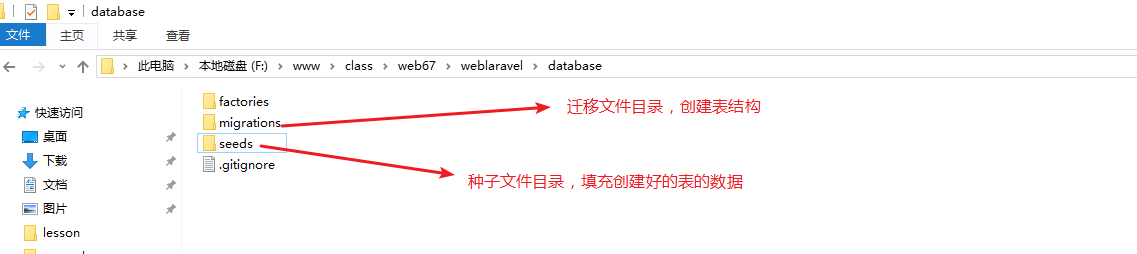 database
文件 主页 共享 查看
此电脑 本地磁盘 (F:) www class web67 weblaravel database
快速访问
桌面
下载
文档
图片
lesson
factories
migrations
seeds
.gitignore
迁移文件目录，创建表结构
种子文件目录，填充创建好的表的数据